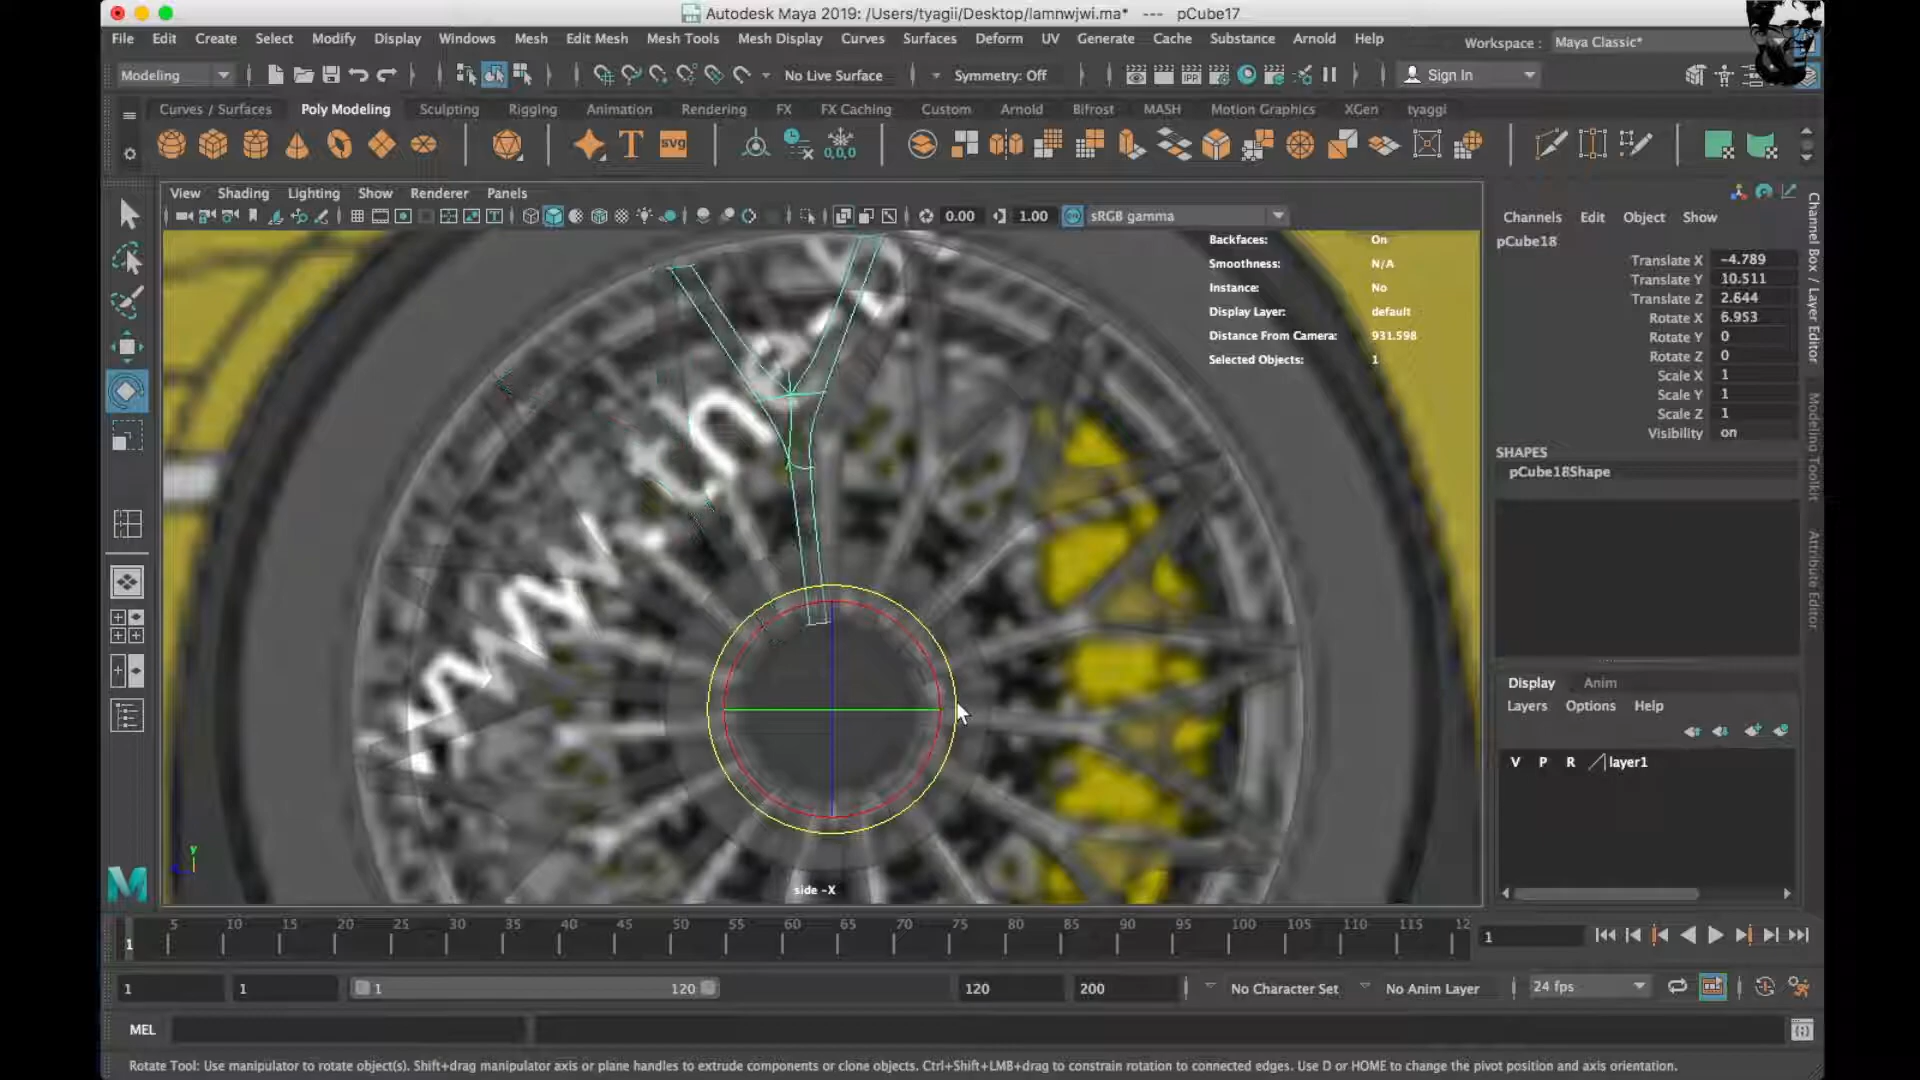 Autodesk Maya 2019: /Users/tyagii/Desktop/lamnwjwi.ma* --- pCube17
File Edit Create Select Modify Display Windows Mesh Edit Mesh Mesh Tools Mesh Display Curves Surfaces Deform UV Generate Cache Substance Arnold Help Workspace : Maya Classic*
Modeling No Live Surface Symmetry: Off IPR Sign In
Curves / Surfaces Poly Modeling Sculpting Rigging Animation Rendering FX FX Caching Custom Arnold Bifrost MASH Motion Graphics XGen tyaggi
T svg 0,0,0
View Shading Lighting Show Renderer Panels
0.00 1.00 sRGB gamma
Backfaces: On
Smoothness: N/A
Instance: No
Display Layer: default
Distance From Camera: 931.598
Selected Objects: 1
www.the
y
side -X
Channels Edit Object Show
pCube18
Translate X -4.789
Translate Y 10.511
Translate Z 2.644
Rotate X 6.953
Rotate Y 0
Rotate Z 0
Scale X 1
Scale Y 1
Scale Z 1
Visibility on
SHAPES
pCube18Shape
Display Anim
Layers Options Help
V P R layer1
Channel Box / Layer Editor
Modeling Toolkit
Attribute Editor
5 10 15 20 25 30 35 40 45 50 55 60 65 70 75 80 85 90 95 100 105 110 115 12
1 1
1 1 1 120 120 200 No Character Set No Anim Layer 24 fps
MEL
Rotate Tool: Use manipulator to rotate object(s). Shift+drag manipulator axis or plane handles to extrude components or clone objects. Ctrl+Shift+LMB+drag to constrain rotation to connected edges. Use D or HOME to change the pivot position and axis orientation.